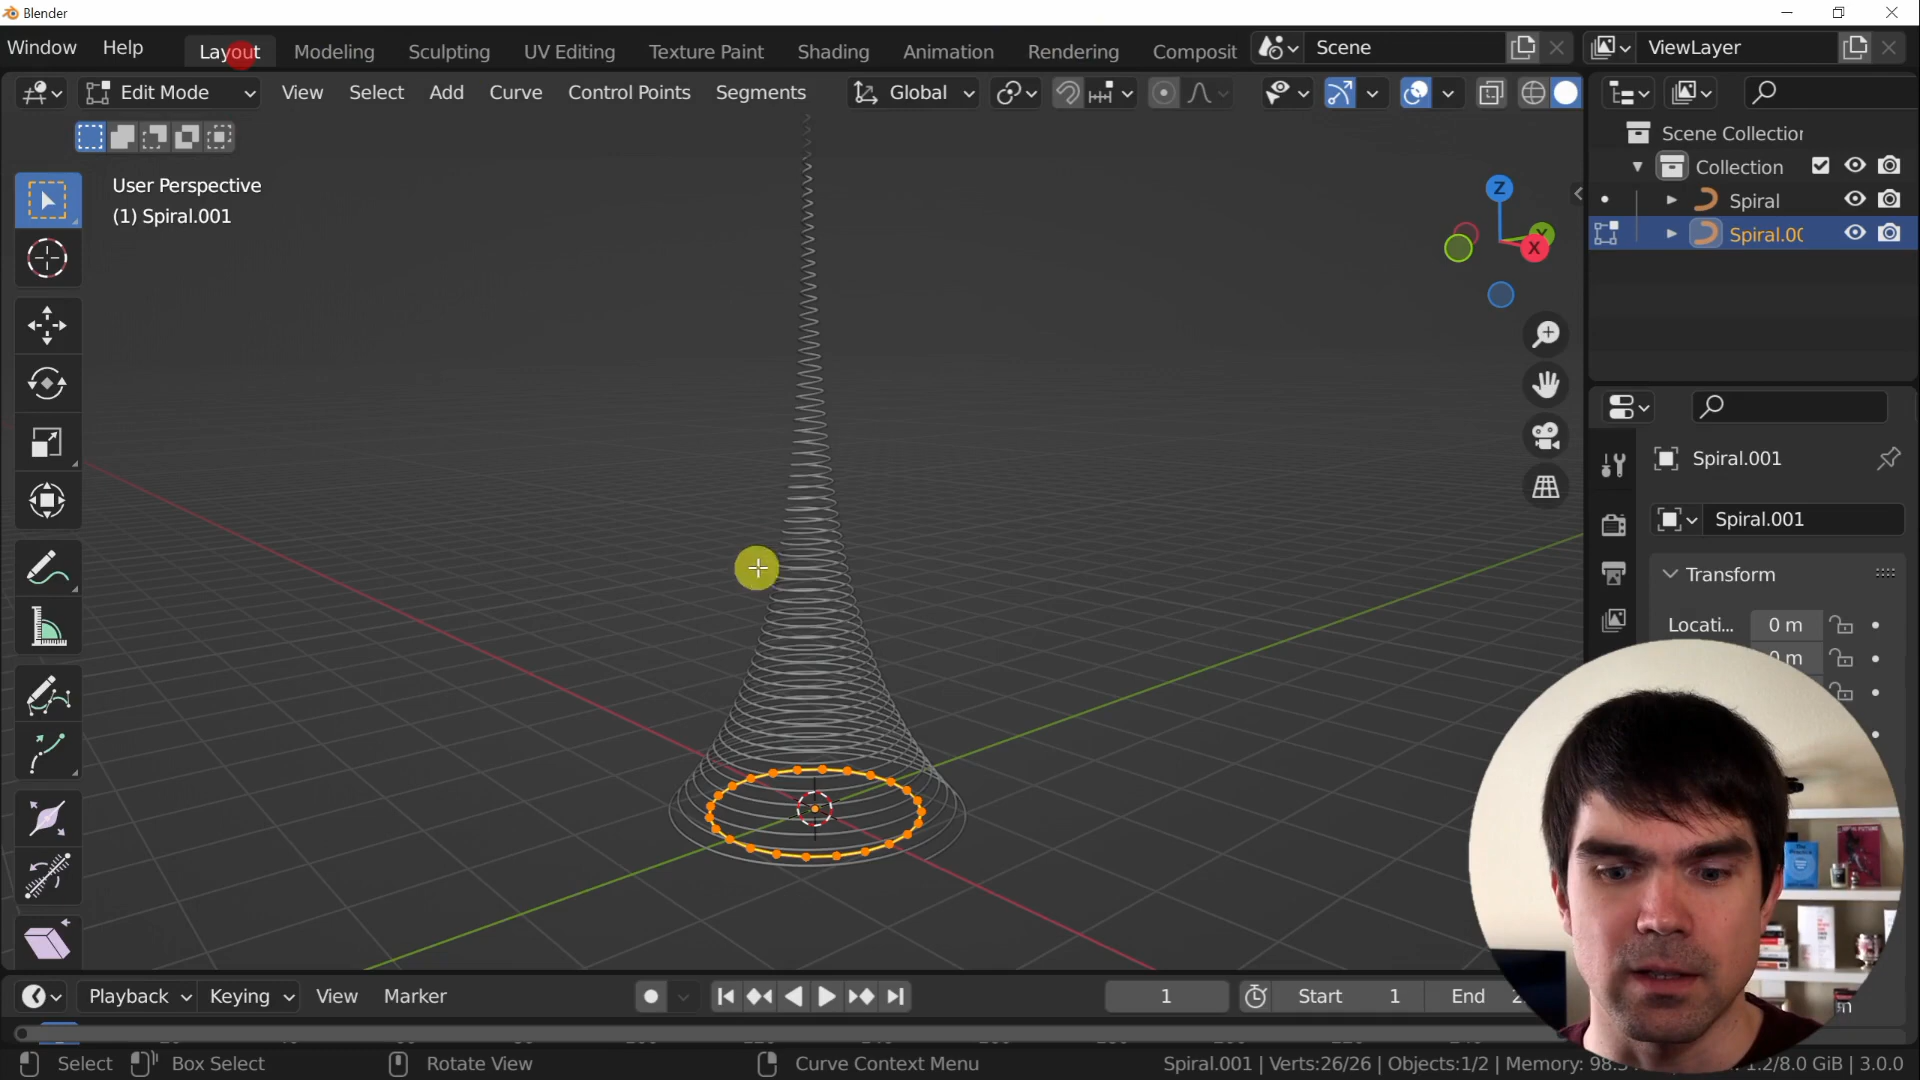 Blender
Window Help Layout Modeling Sculpting UV Editing Texture Paint Shading Animation Rendering Composit Scene ViewLayer
Edit Mode View Select Add Curve Control Points Segments Global
Scene Collection
User Perspective
(1) Spiral.001
Collection
Spiral
Spiral.00
Z
Y
X
Spiral.001
Spiral.001
Transform
Locati... 0 m
0 m
Playback Keying View Marker 1 Start 1 End
Select Box Select Rotate View Curve Context Menu Spiral.001 | Verts:26/26 | Objects:1/2 | Memory: 1.2/8.0 GiB | 3.0.0